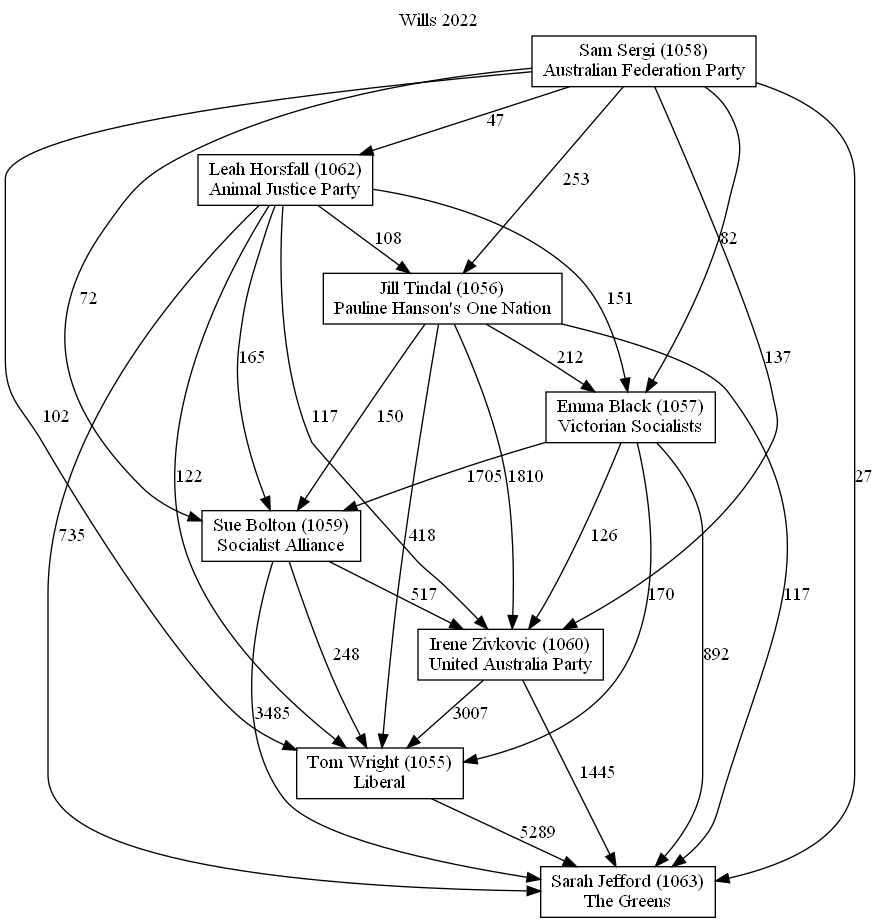 Wills 2022
Sam Sergi (1058)
Australian Federation Party
47
253
82
Leah Horsfall (1062)
Animal Justice Party
108
137
72
151
Jill Tindal (1056)
Pauline Hanson's One Nation
165
212
102
117
150
Emma Black (1057)
Victorian Socialists
122
1705
1810
27
735
Sue Bolton (1059)
Socialist Alliance
418
126
517
170
117
Irene Zivkovic (1060)
United Australia Party
248
892
3485
3007
Tom Wright (1055)
Liberal
1445
5289
Sarah Jefford (1063)
The Greens